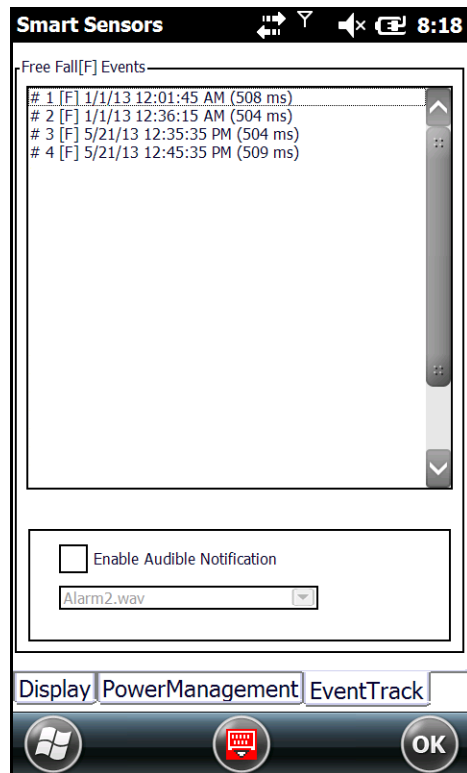 Smart Sensors 8:18
Free Fall[F] Events
# 1 [F] 1/1/13 12:01:45 AM (508 ms)
# 2 [F] 1/1/13 12:36:15 AM (504 ms)
# 3 [F] 5/21/13 12:35:35 PM (504 ms)
# 4 [F] 5/21/13 12:45:35 PM (509 ms)
Enable Audible Notification
Alarm2.wav
Display PowerManagement EventTrack
OK